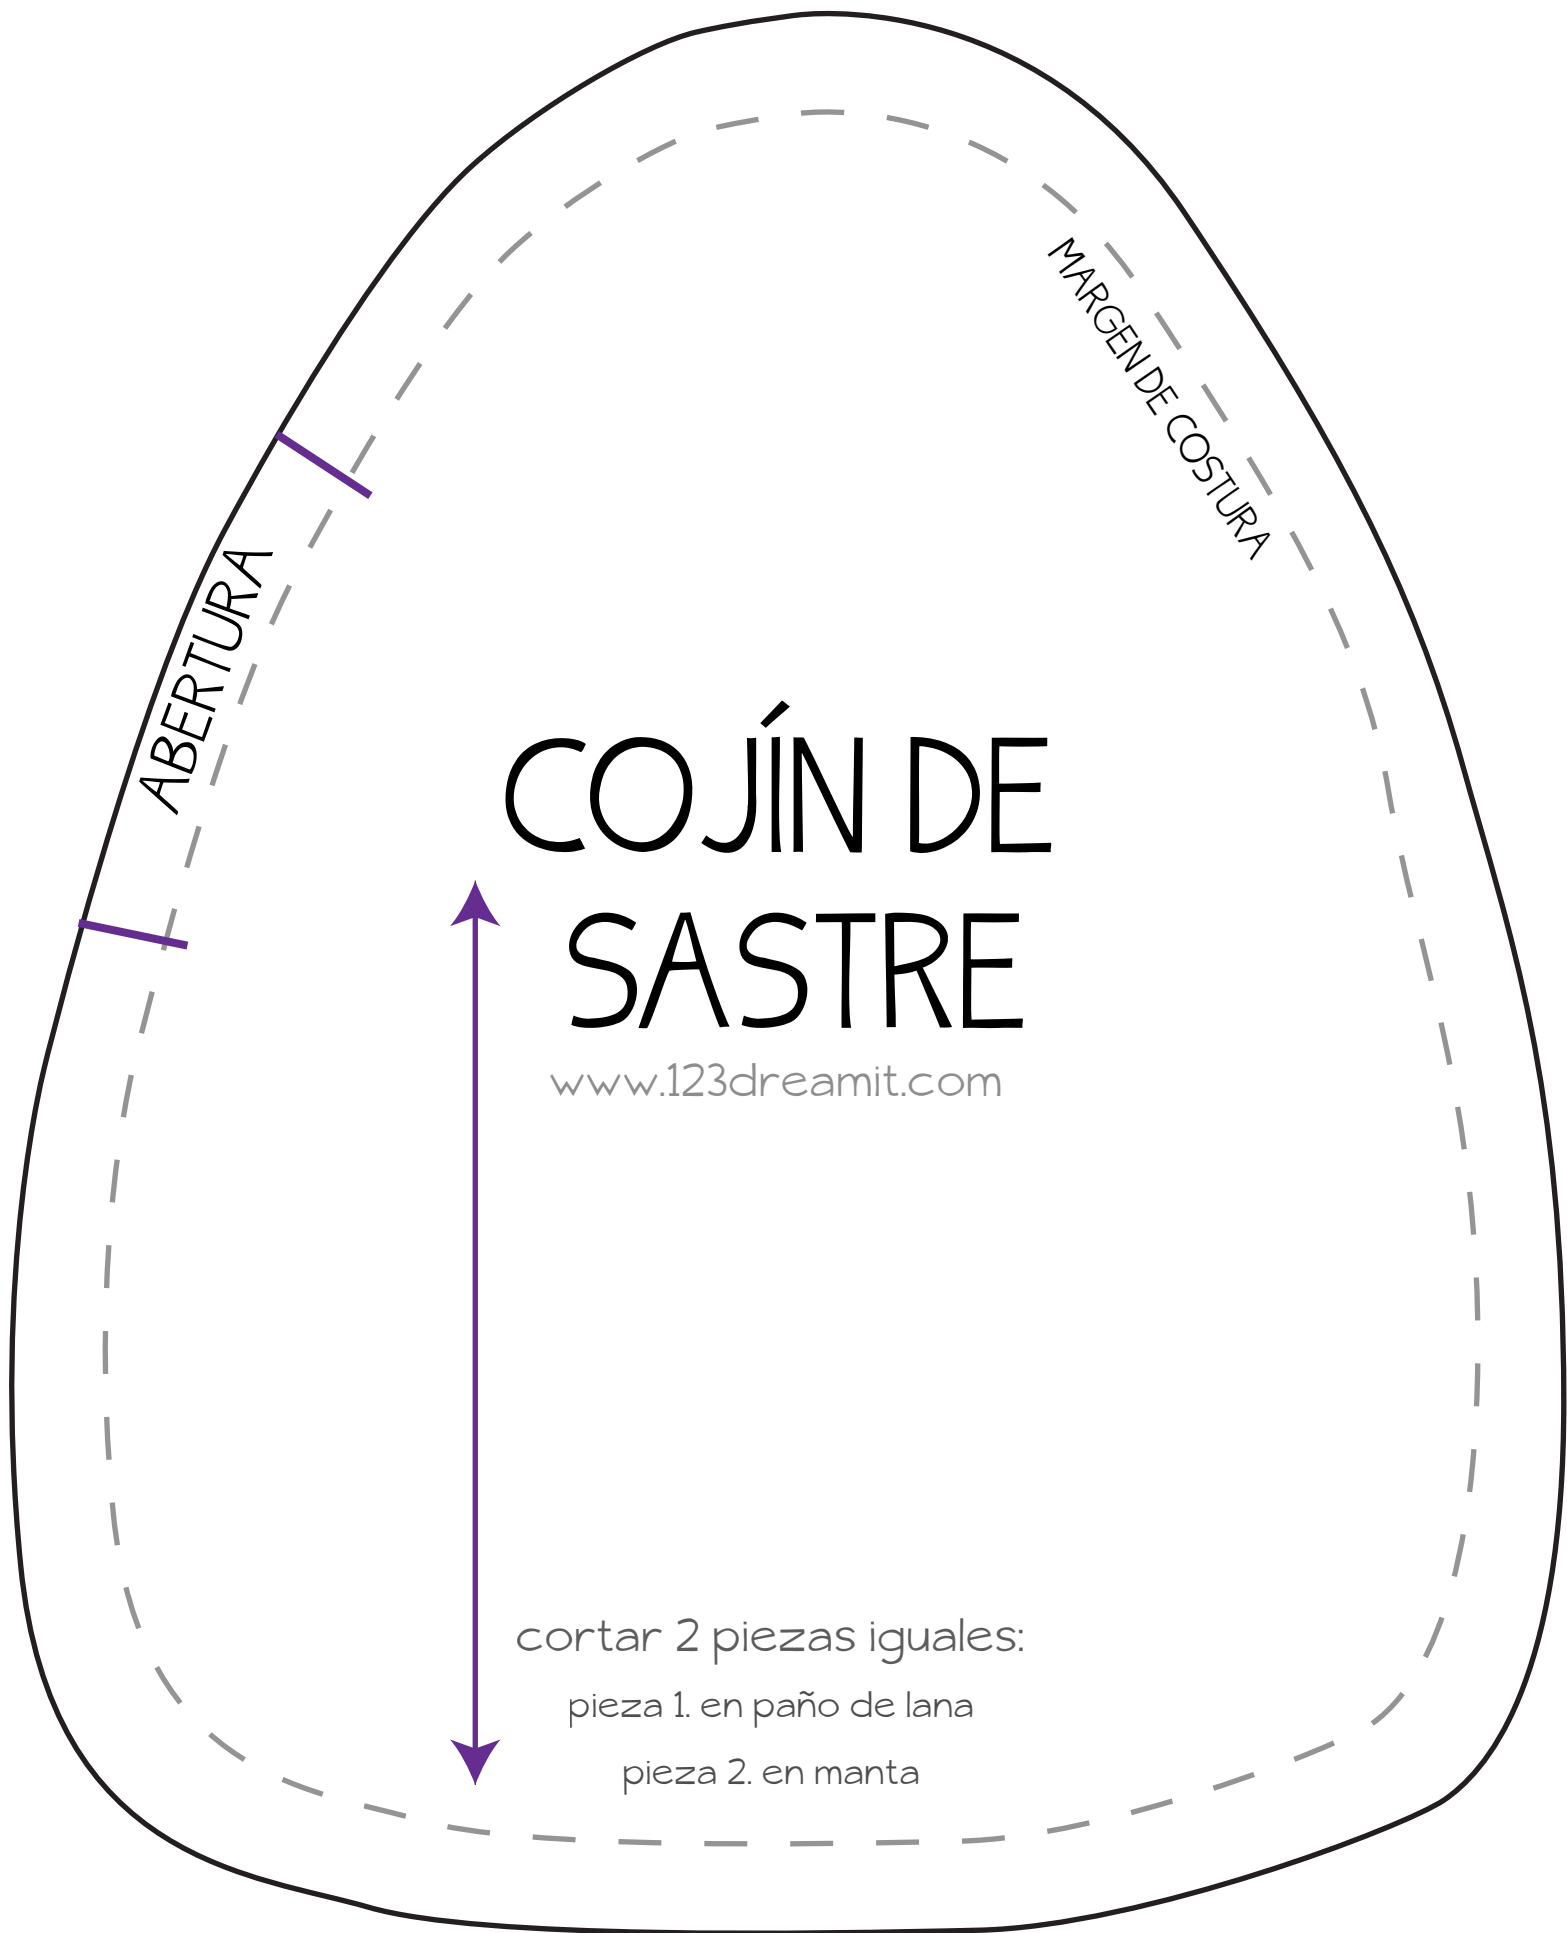 MARGEN DE COSTURA
ABERTURA
COJÍN DE
SASTRE
www.123dreamit.com
cortar 2 piezas iguales:
pieza 1. en paño de lana
pieza 2. en manta